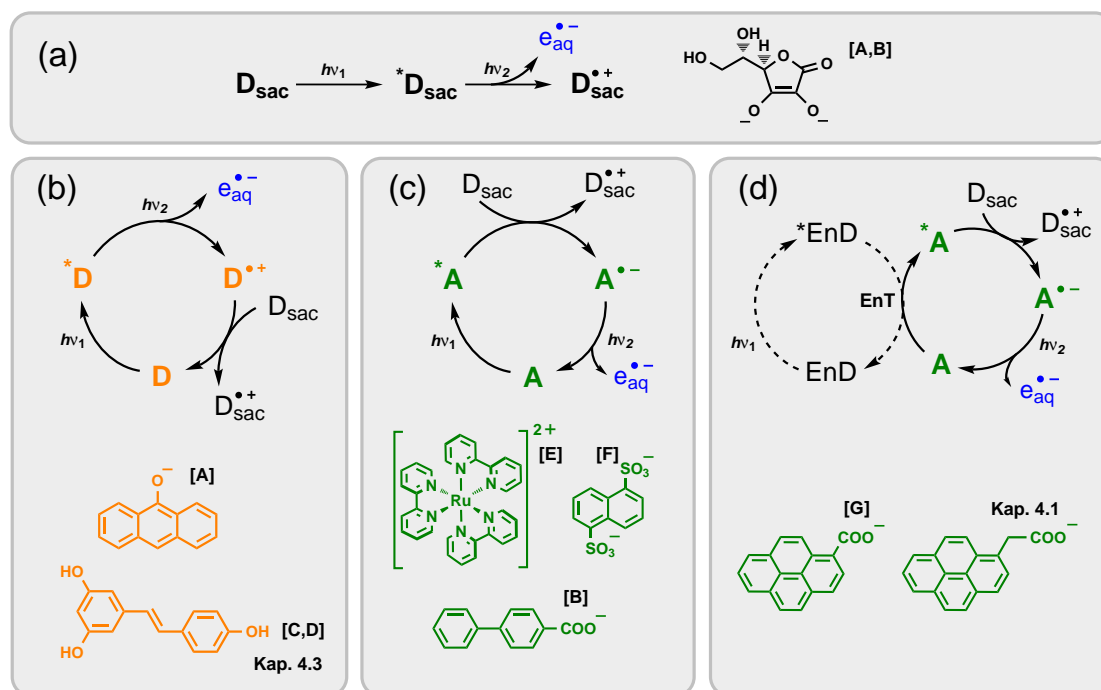 (a)
D_sac hν₁ *D_sac hν₂ e_aq^•− D_sac^•+
OH
H
HO
O
O
O
−
O
−
[A,B]
(b)
e_aq^•−
hν₂
*D
D^•+
D_sac
hν₁
D
D_sac^•+
O−
[A]
HO
HO
OH
[C,D]
Kap. 4.3
(c)
D_sac
D_sac^•+
*A
A^•−
hν₁
hν₂
A
e_aq^•−
2+
[E]
N
N
N
N
N
N
Ru
[F]
SO₃−
SO₃−
[B]
COO−
(d)
D_sac
D_sac^•+
*EnD
*A
EnT
A^•−
hν₁
hν₂
EnD
A
e_aq^•−
[G]
COO−
Kap. 4.1
COO−